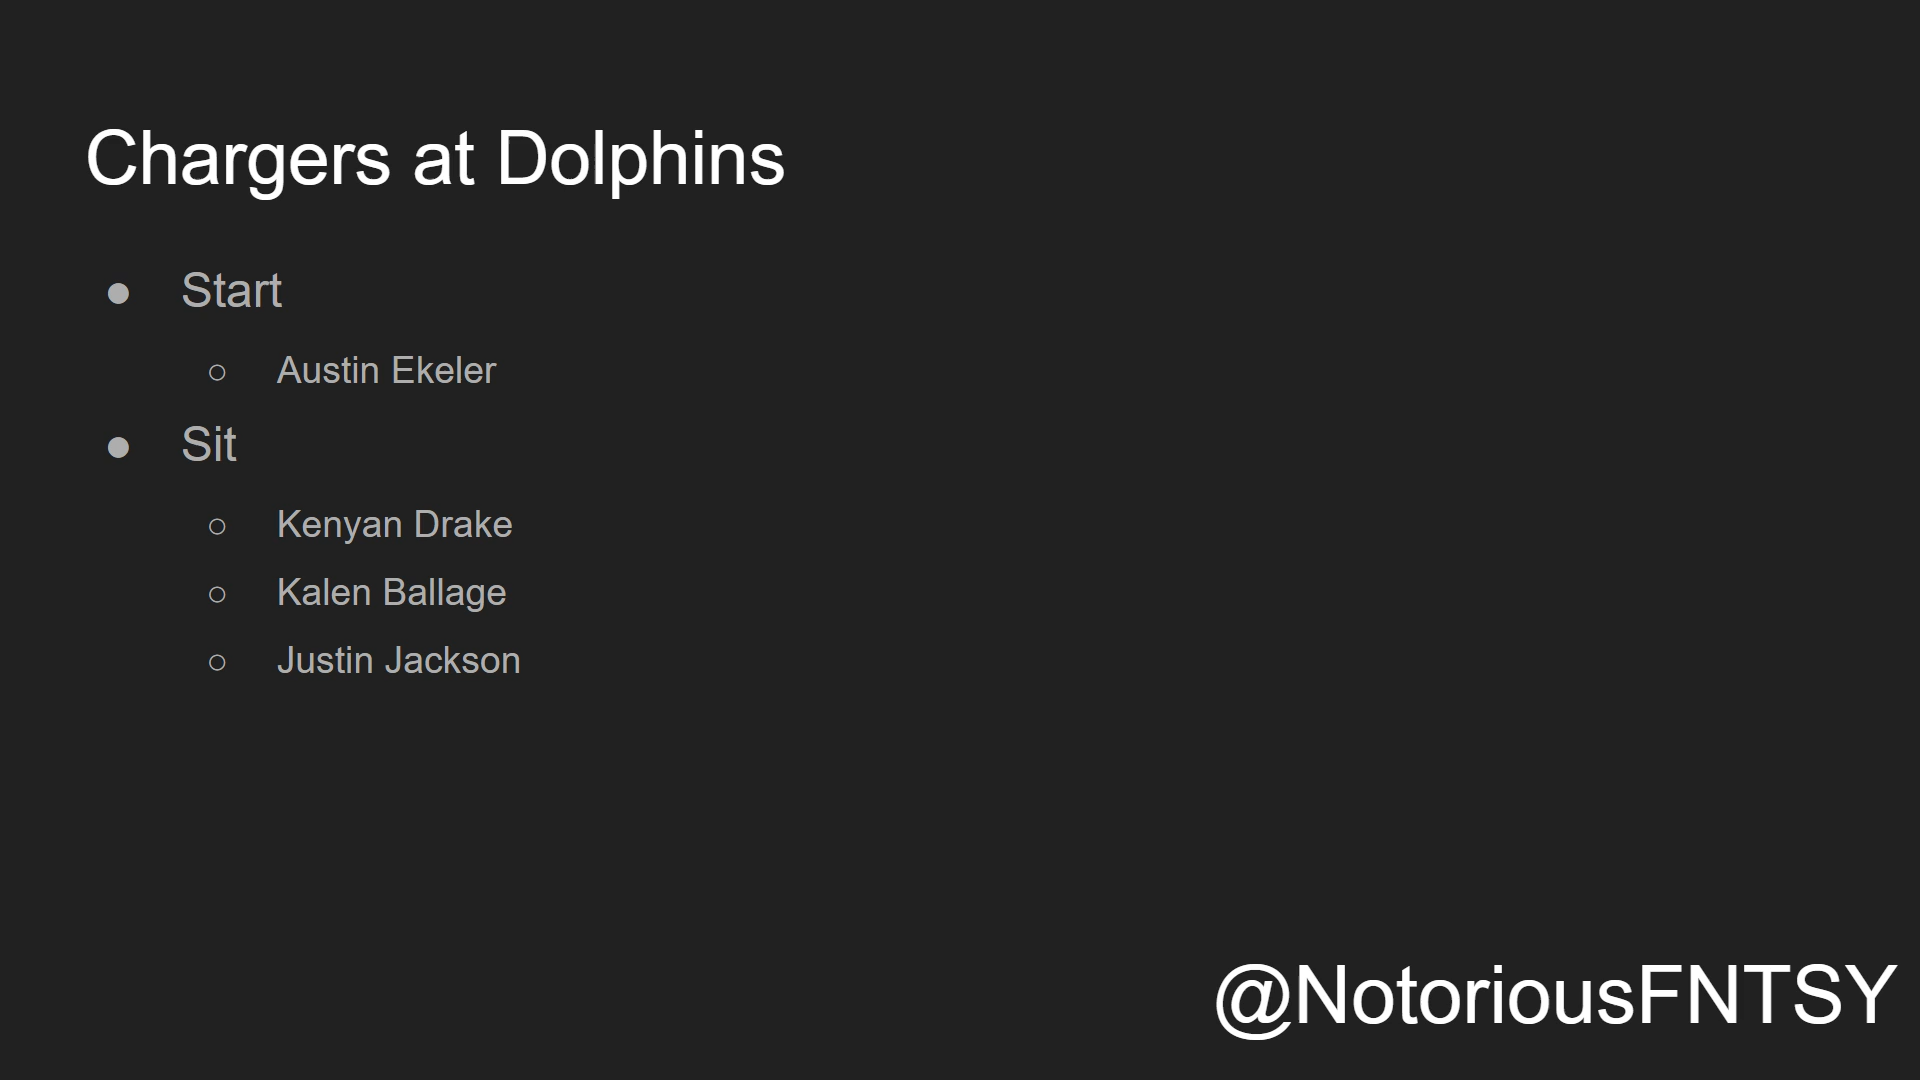 Chargers at Dolphins
● Start
○ Austin Ekeler
● Sit
○ Kenyan Drake
○ Kalen Ballage
○ Justin Jackson
@NotoriousFNTSY